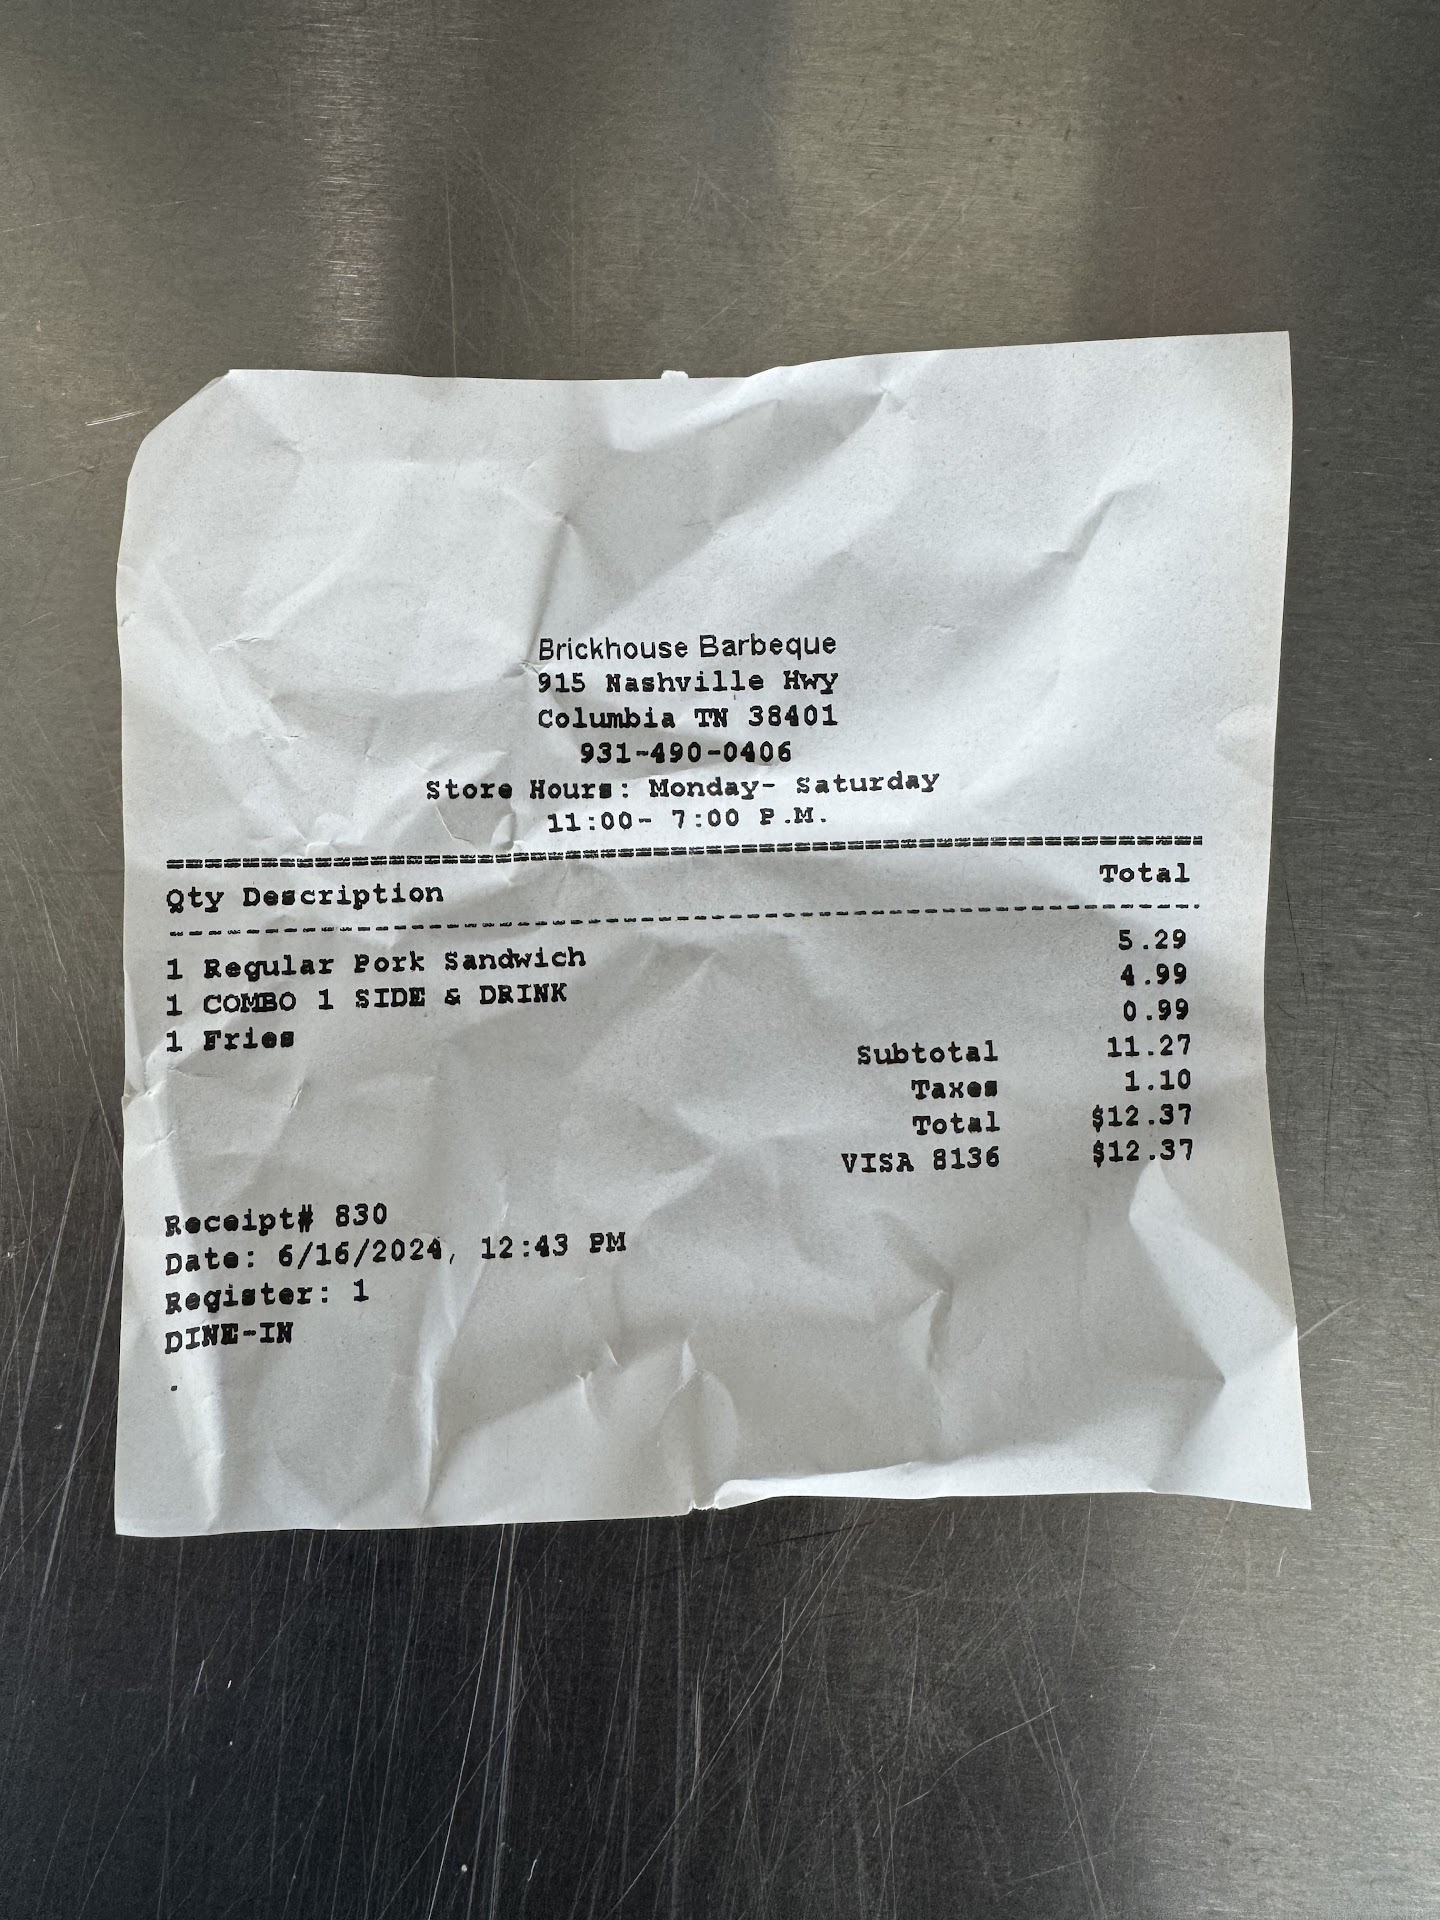 Brickhouse Barbeque
915 Nashville Hwy
Columbia TN 38401
931-490-0406
Store Hours: Monday- Saturday
11:00- 7:00 P.M.
Qty Description Total
1 Regular Pork Sandwich 5.29
1 COMBO 1 SIDE & DRINK 4.99
1 Fries 0.99
Subtotal 11.27
Taxes 1.10
Total $12.37
VISA 8136 $12.37
Receipt# 830
Date: 6/16/2024, 12:43 PM
Register: 1
DINE-IN
.